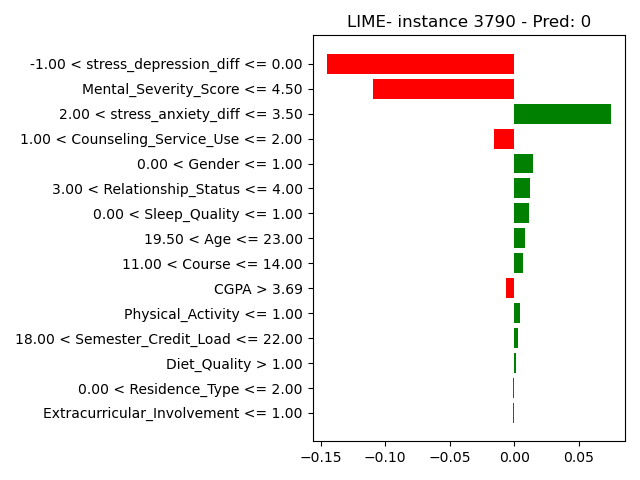 LIME- instance 3790 - Pred: 0
-1.00 < stress_depression_diff <= 0.00
Mental_Severity_Score <= 4.50
2.00 < stress_anxiety_diff <= 3.50
1.00 < Counseling_Service_Use <= 2.00
0.00 < Gender <= 1.00
3.00 < Relationship_Status <= 4.00
0.00 < Sleep_Quality <= 1.00
19.50 < Age <= 23.00
11.00 < Course <= 14.00
CGPA > 3.69
Physical_Activity <= 1.00
18.00 < Semester_Credit_Load <= 22.00
Diet_Quality > 1.00
0.00 < Residence_Type <= 2.00
Extracurricular_Involvement <= 1.00
−0.15 −0.10 −0.05 0.00 0.05